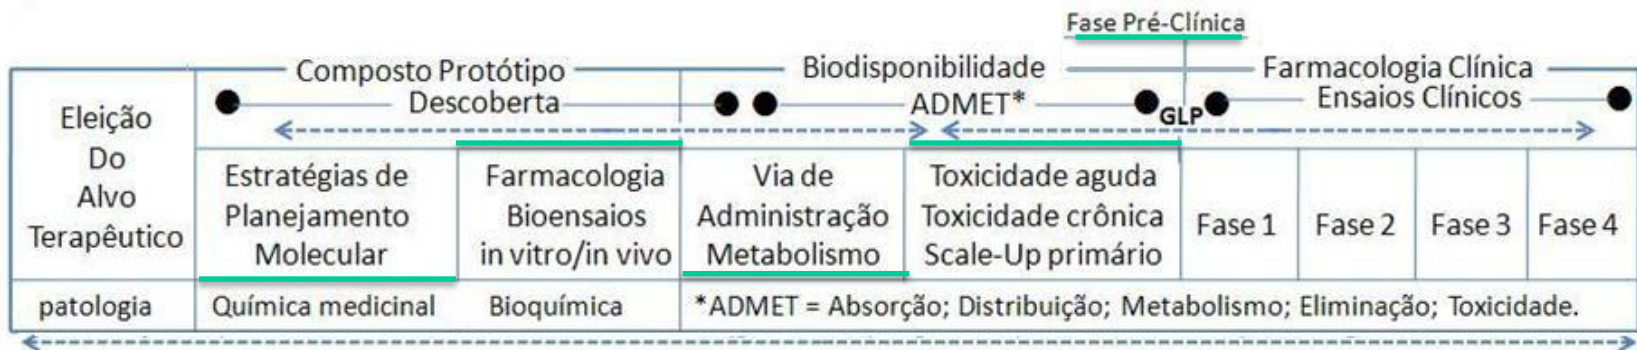 Fase Pré-Clínica
Composto Protótipo
Biodisponibilidade
Farmacologia Clínica
Descoberta
ADMET*
GLP
Ensaios Clínicos
Eleição
Do
Alvo
Terapêutico
Estratégias de
Planejamento
Molecular
Farmacologia
Bioensaios
in vitro/in vivo
Via de
Administração
Metabolismo
Toxicidade aguda
Toxicidade crônica
Scale-Up primário
Fase 1
Fase 2
Fase 3
Fase 4
patologia
Química medicinal
Bioquímica
*ADMET = Absorção; Distribuição; Metabolismo; Eliminação; Toxicidade.